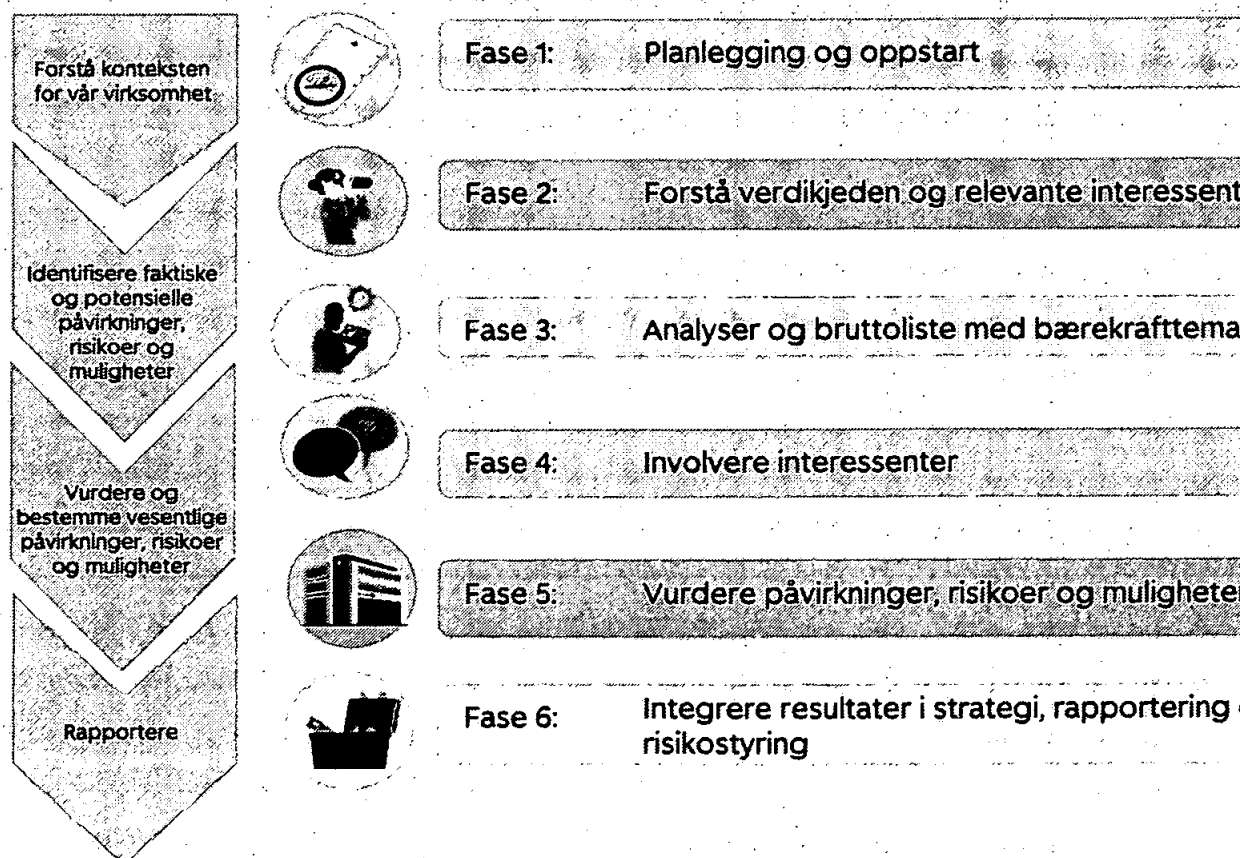 Forstå konteksten
for vår virksomhet
Identifisere faktiske
og potensielle
påvirkninger,
risikoer og
muligheter
Vurdere og
bestemme vesentlige
påvirkninger, risikoer
og muligheter
Rapportere
Fase 1: Planlegging og oppstart
Fase 2: Forstå verdikjeden og relevante interessent
Fase 3: Analyser og bruttoliste med bærekrafttema
Fase 4: Involvere interessenter
Fase 5: Vurdere påvirkninger, risikoer og muligheter
Fase 6: Integrere resultater i strategi, rapportering
risikostyring